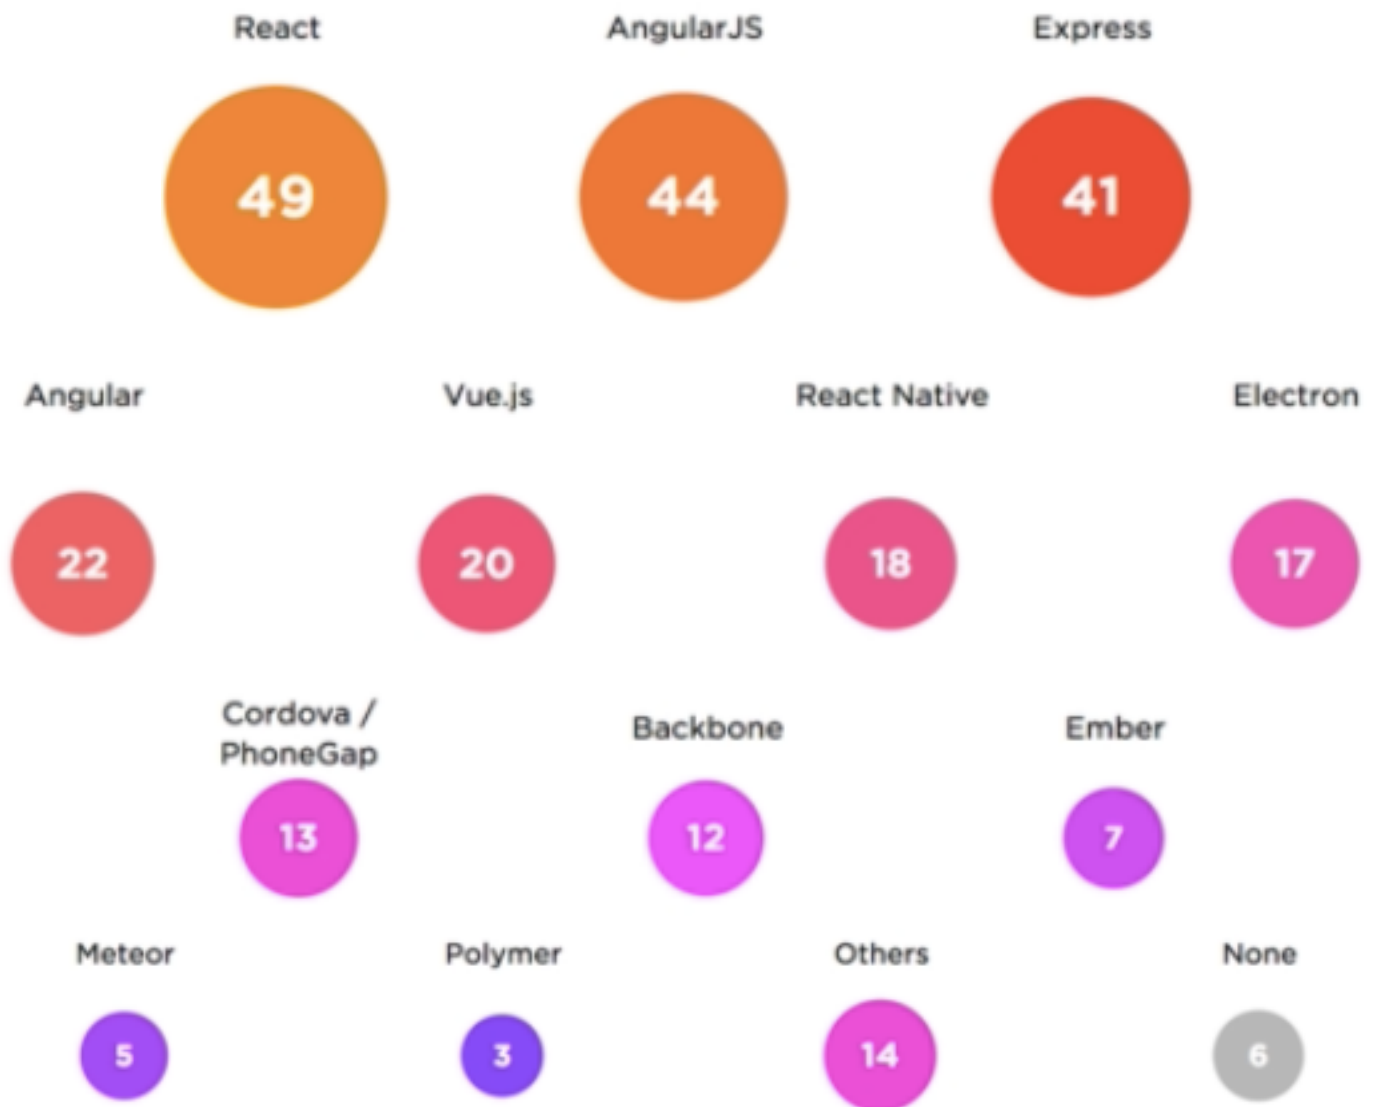 React
AngularJS
Express
49
44
41
Angular
Vue.js
React Native
Electron
22
20
18
17
Cordova /
PhoneGap
Backbone
Ember
13
12
7
Meteor
Polymer
Others
None
5
3
14
6